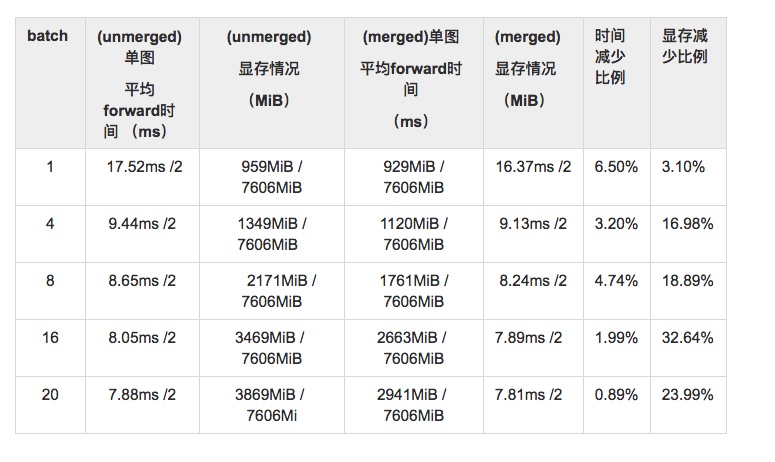 batch
(unmerged)
单图
平均
forward时
间 （ms）
(unmerged)
显存情况
（MiB）
(merged)单图
平均forward时
间
（ms）
(merged)
显存情况
（MiB）
时间
减少
比例
显存减
少比例
1
17.52ms /2
959MiB /
7606MiB
929MiB /
7606MiB
16.37ms /2
6.50%
3.10%
4
9.44ms /2
1349MiB /
7606MiB
1120MiB /
7606MiB
9.13ms /2
3.20%
16.98%
8
8.65ms /2
2171MiB /
7606MiB
1761MiB /
7606MiB
8.24ms /2
4.74%
18.89%
16
8.05ms /2
3469MiB /
7606MiB
2663MiB /
7606MiB
7.89ms /2
1.99%
32.64%
20
7.88ms /2
3869MiB /
7606Mi
2941MiB /
7606MiB
7.81ms /2
0.89%
23.99%